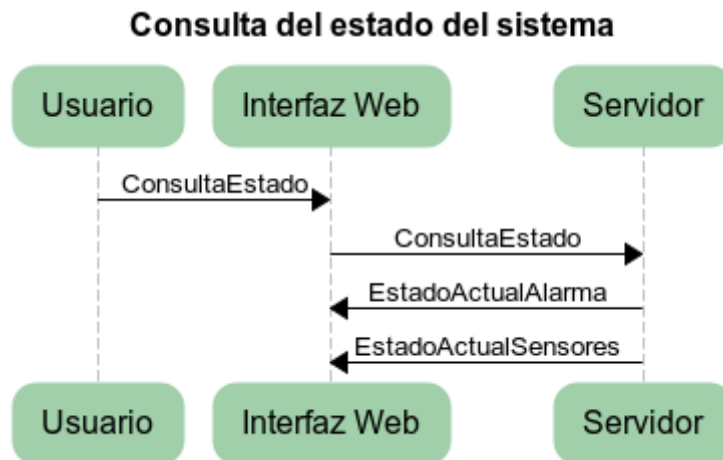 Consulta del estado del sistema
Usuario Interfaz Web Servidor
ConsultaEstado
ConsultaEstado
EstadoActualAlarma
EstadoActualSensores
Usuario Interfaz Web Servidor